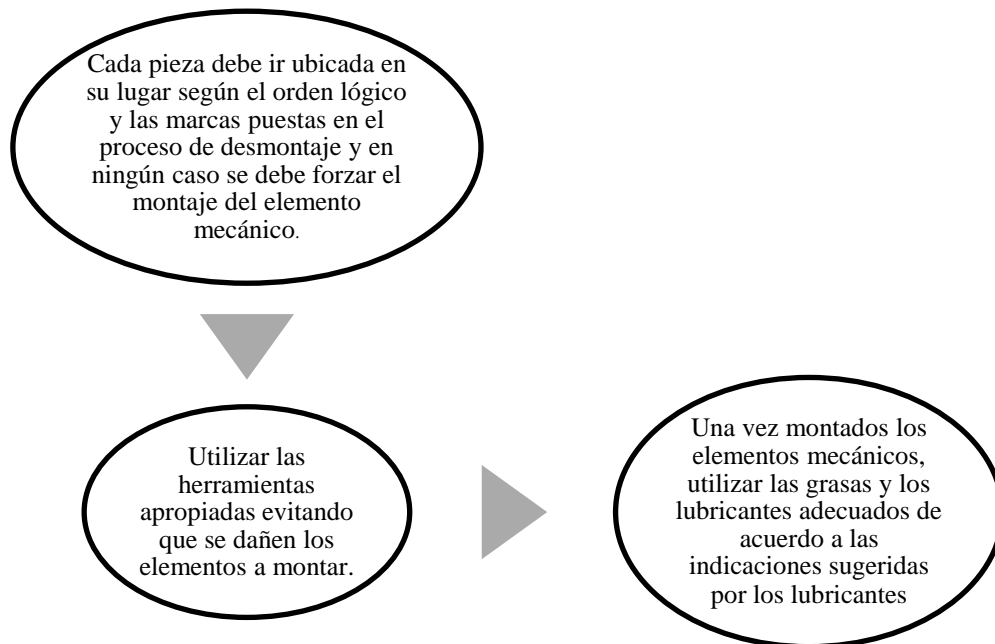 Cada pieza debe ir ubicada en
su lugar según el orden lógico
y las marcas puestas en el
proceso de desmontaje y en
ningún caso se debe forzar el
montaje del elemento
mecánico.
Utilizar las
herramientas
apropiadas evitando
que se dañen los
elementos a montar.
Una vez montados los
elementos mecánicos,
utilizar las grasas y los
lubricantes adecuados de
acuerdo a las
indicaciones sugeridas
por los lubricantes